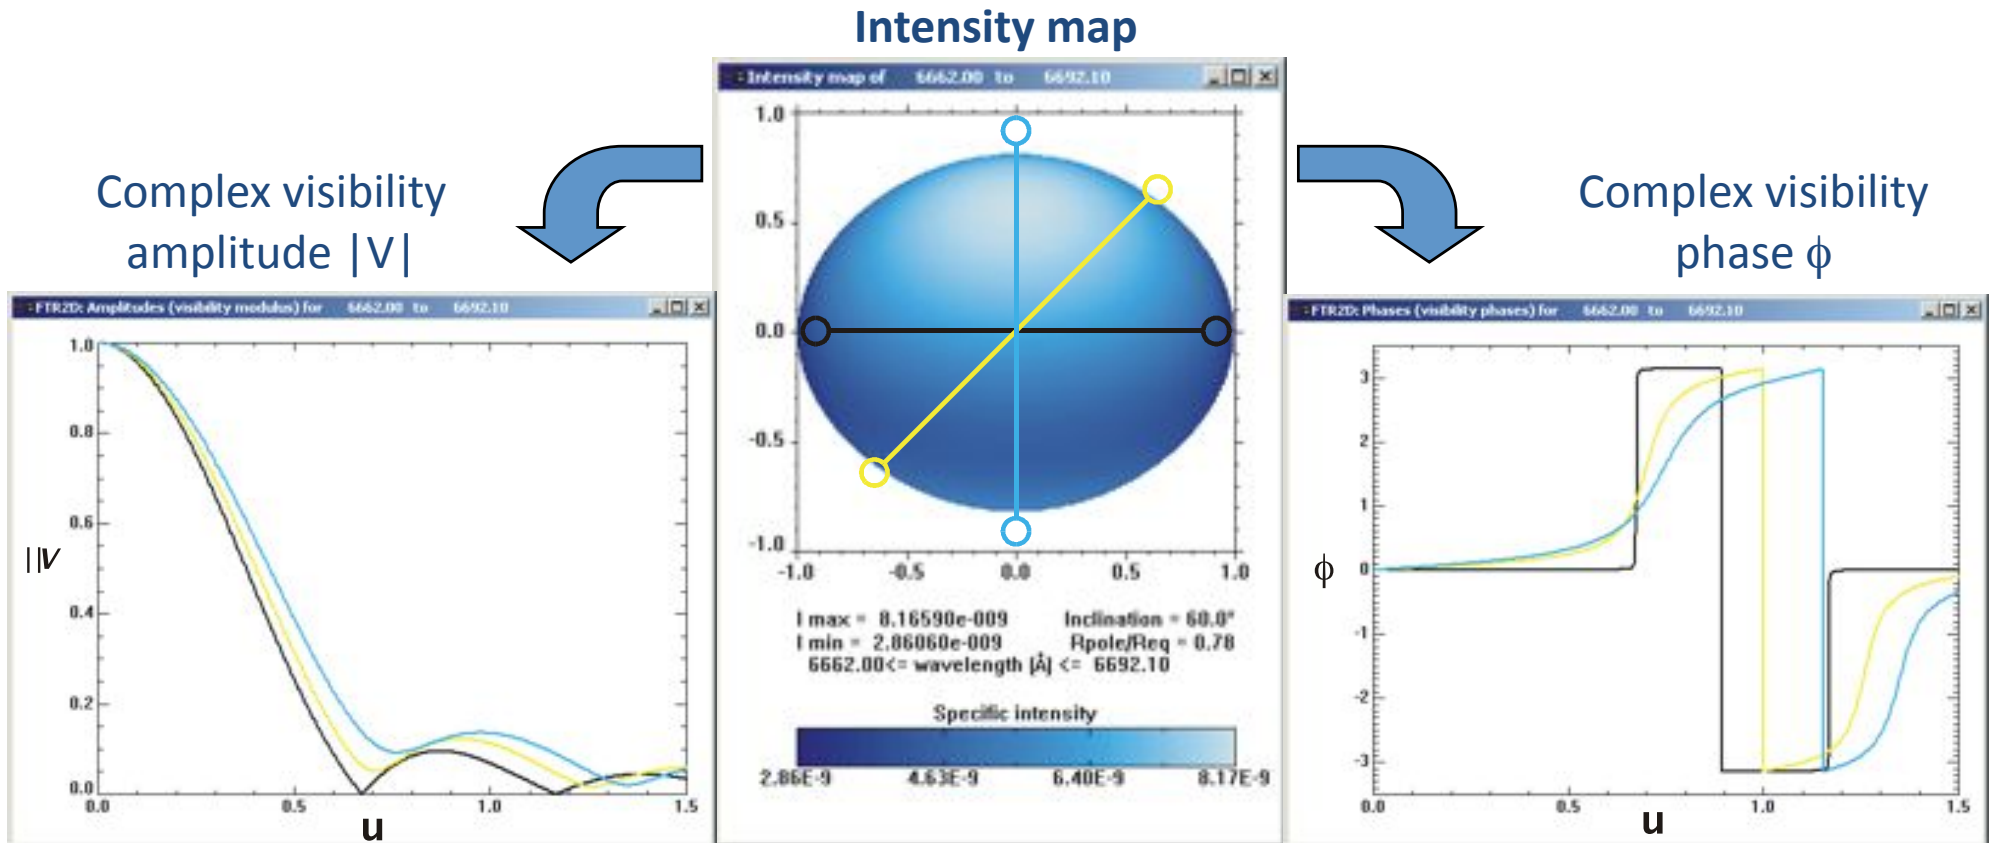 Intensity map
Complex visibility
amplitude |V|
Complex visibility
phase ϕ
Intensity map of 6662.00 to 6692.10
1.0
0.5
0.0
-0.5
-1.0
-1.0 -0.5 0.0 0.5 1.0
I max = 8.16590e-009 Inclination = 60.0°
I min = 2.86060e-009 Rpole/Req = 0.78
6662.00<= wavelength |Å| <= 6692.10
Specific intensity
2.86E-9 4.63E-9 6.40E-9 8.17E-9
FTR2D: Amplitudes (visibility modulus) for 6662.00 to 6692.10
1.0
0.8
0.6
||V
0.4
0.2
0.0
0.0 0.5 1.0 1.5
u
FTR2D: Phases (visibility phases) for 6662.00 to 6692.10
3
2
1
ϕ 0
-1
-2
-3
0.0 0.5 1.0 1.5
u